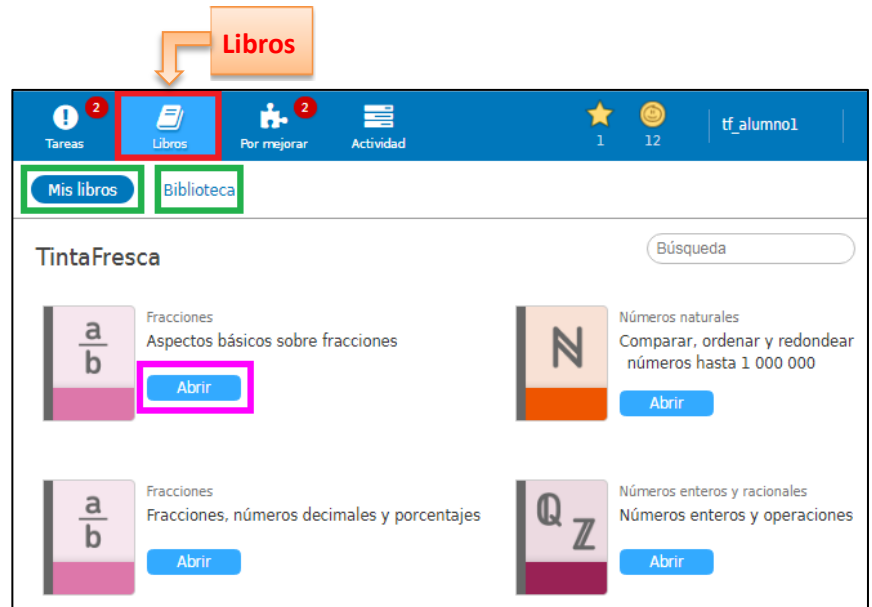 Libros
2
2
Tareas
Libros
Por mejorar
Actividad
1
12
tf_alumno1
Mis libros
Biblioteca
TintaFresca
Búsqueda
a
b
Fracciones
Aspectos básicos sobre fracciones
Abrir
ℕ
Números naturales
Comparar, ordenar y redondear
números hasta 1 000 000
Abrir
a
b
Fracciones
Fracciones, números decimales y porcentajes
Abrir
ℚ
ℤ
Números enteros y racionales
Números enteros y operaciones
Abrir